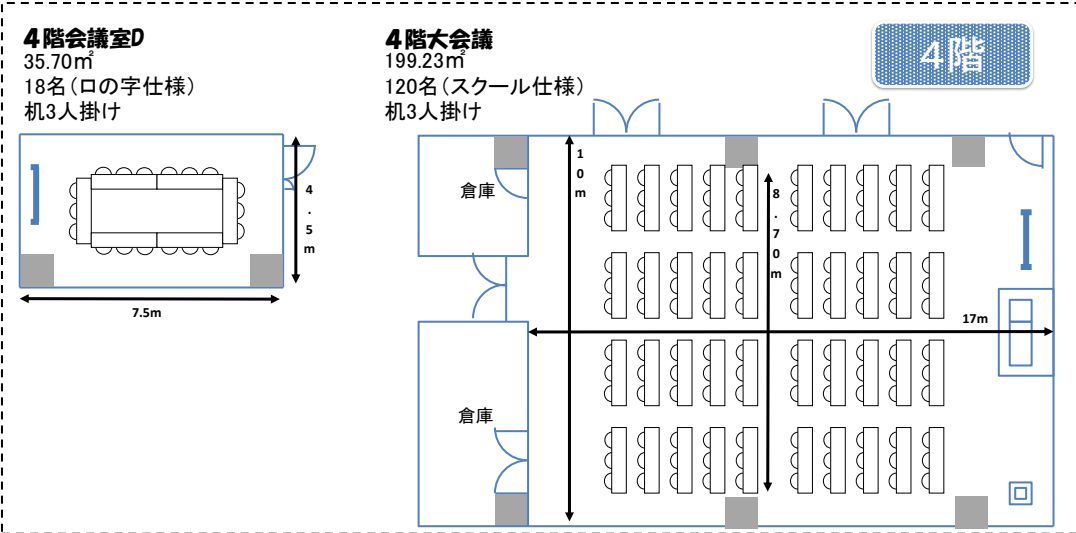 4階会議室D
35.70㎡
18名(ロの字仕様)
机3人掛け
4階大会議
199.23㎡
120名(スクール仕様)
机3人掛け
4階
4.5m
7.5m
倉庫
倉庫
10m
8.70m
17m